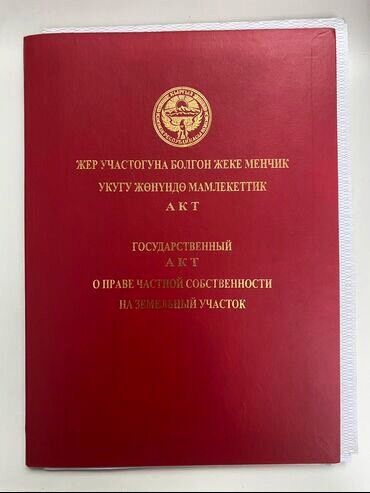 ЖЕР УЧАСТОГУНА БОЛГОН ЖЕКЕ МЕНЧИК
УКУГУ ЖӨНҮНДӨ МАМЛЕКЕТТИК
АКТ
ГОСУДАРСТВЕННЫЙ
АКТ
О ПРАВЕ ЧАСТНОЙ СОБСТВЕННОСТИ
НА ЗЕМЕЛЬНЫЙ УЧАСТОК